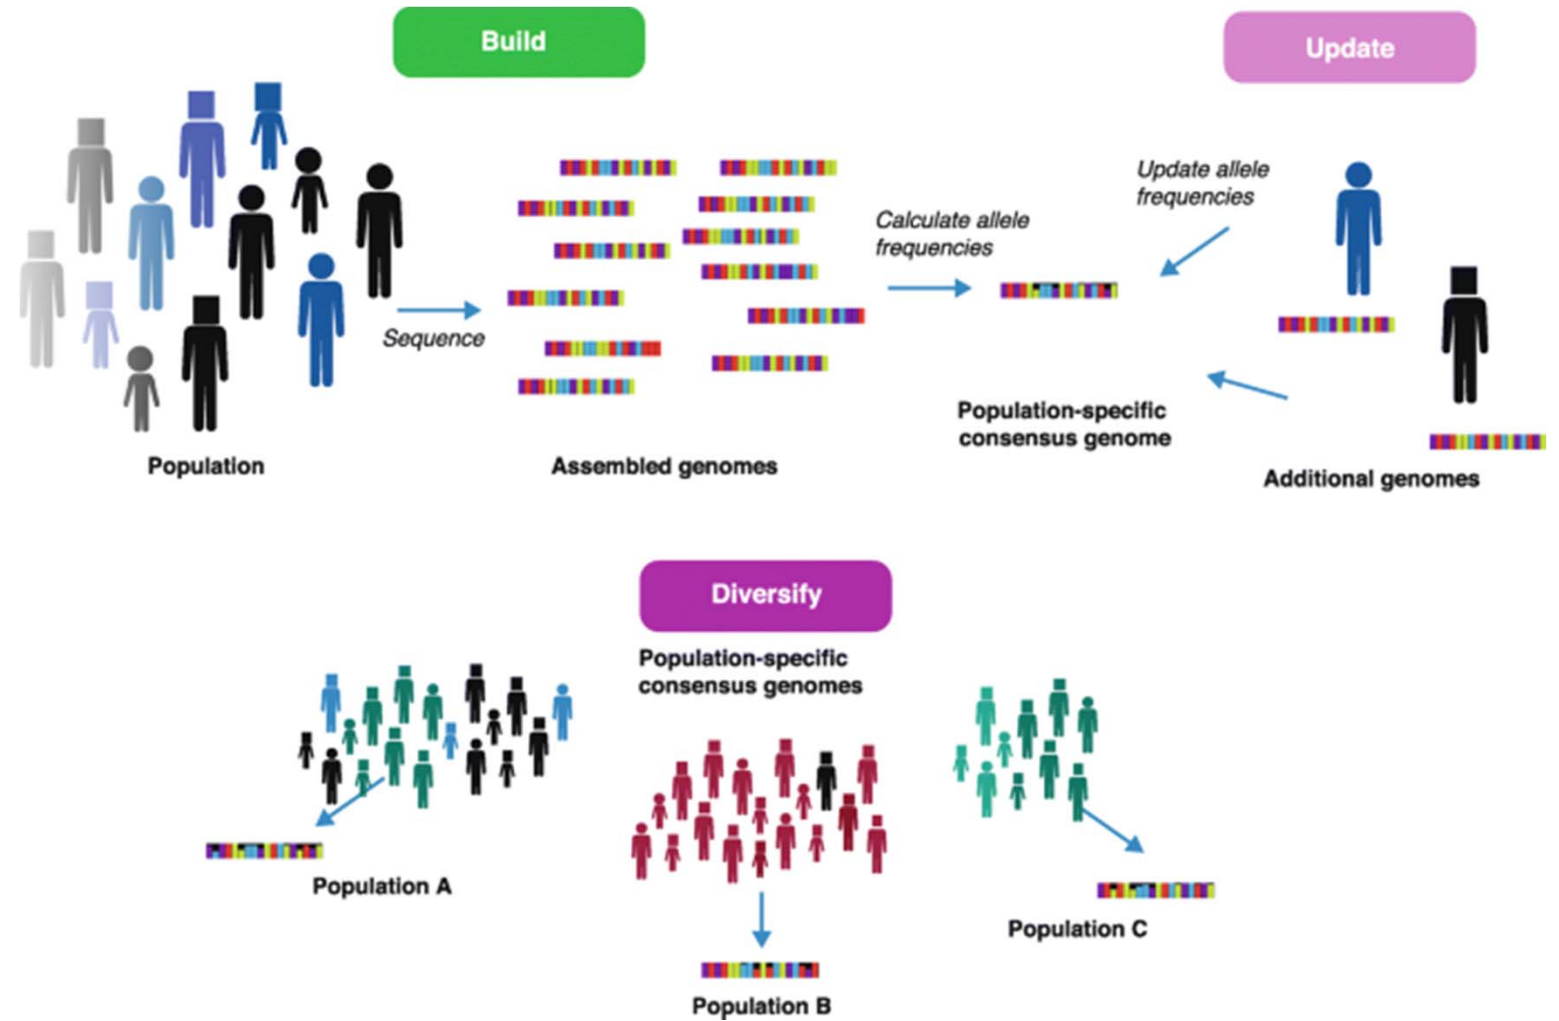 Build
Update
Update allele
frequencies
Calculate allele
frequencies
Sequence
Population-specific
consensus genome
Population
Assembled genomes
Additional genomes
Diversify
Population-specific
consensus genomes
Population A
Population C
Population B